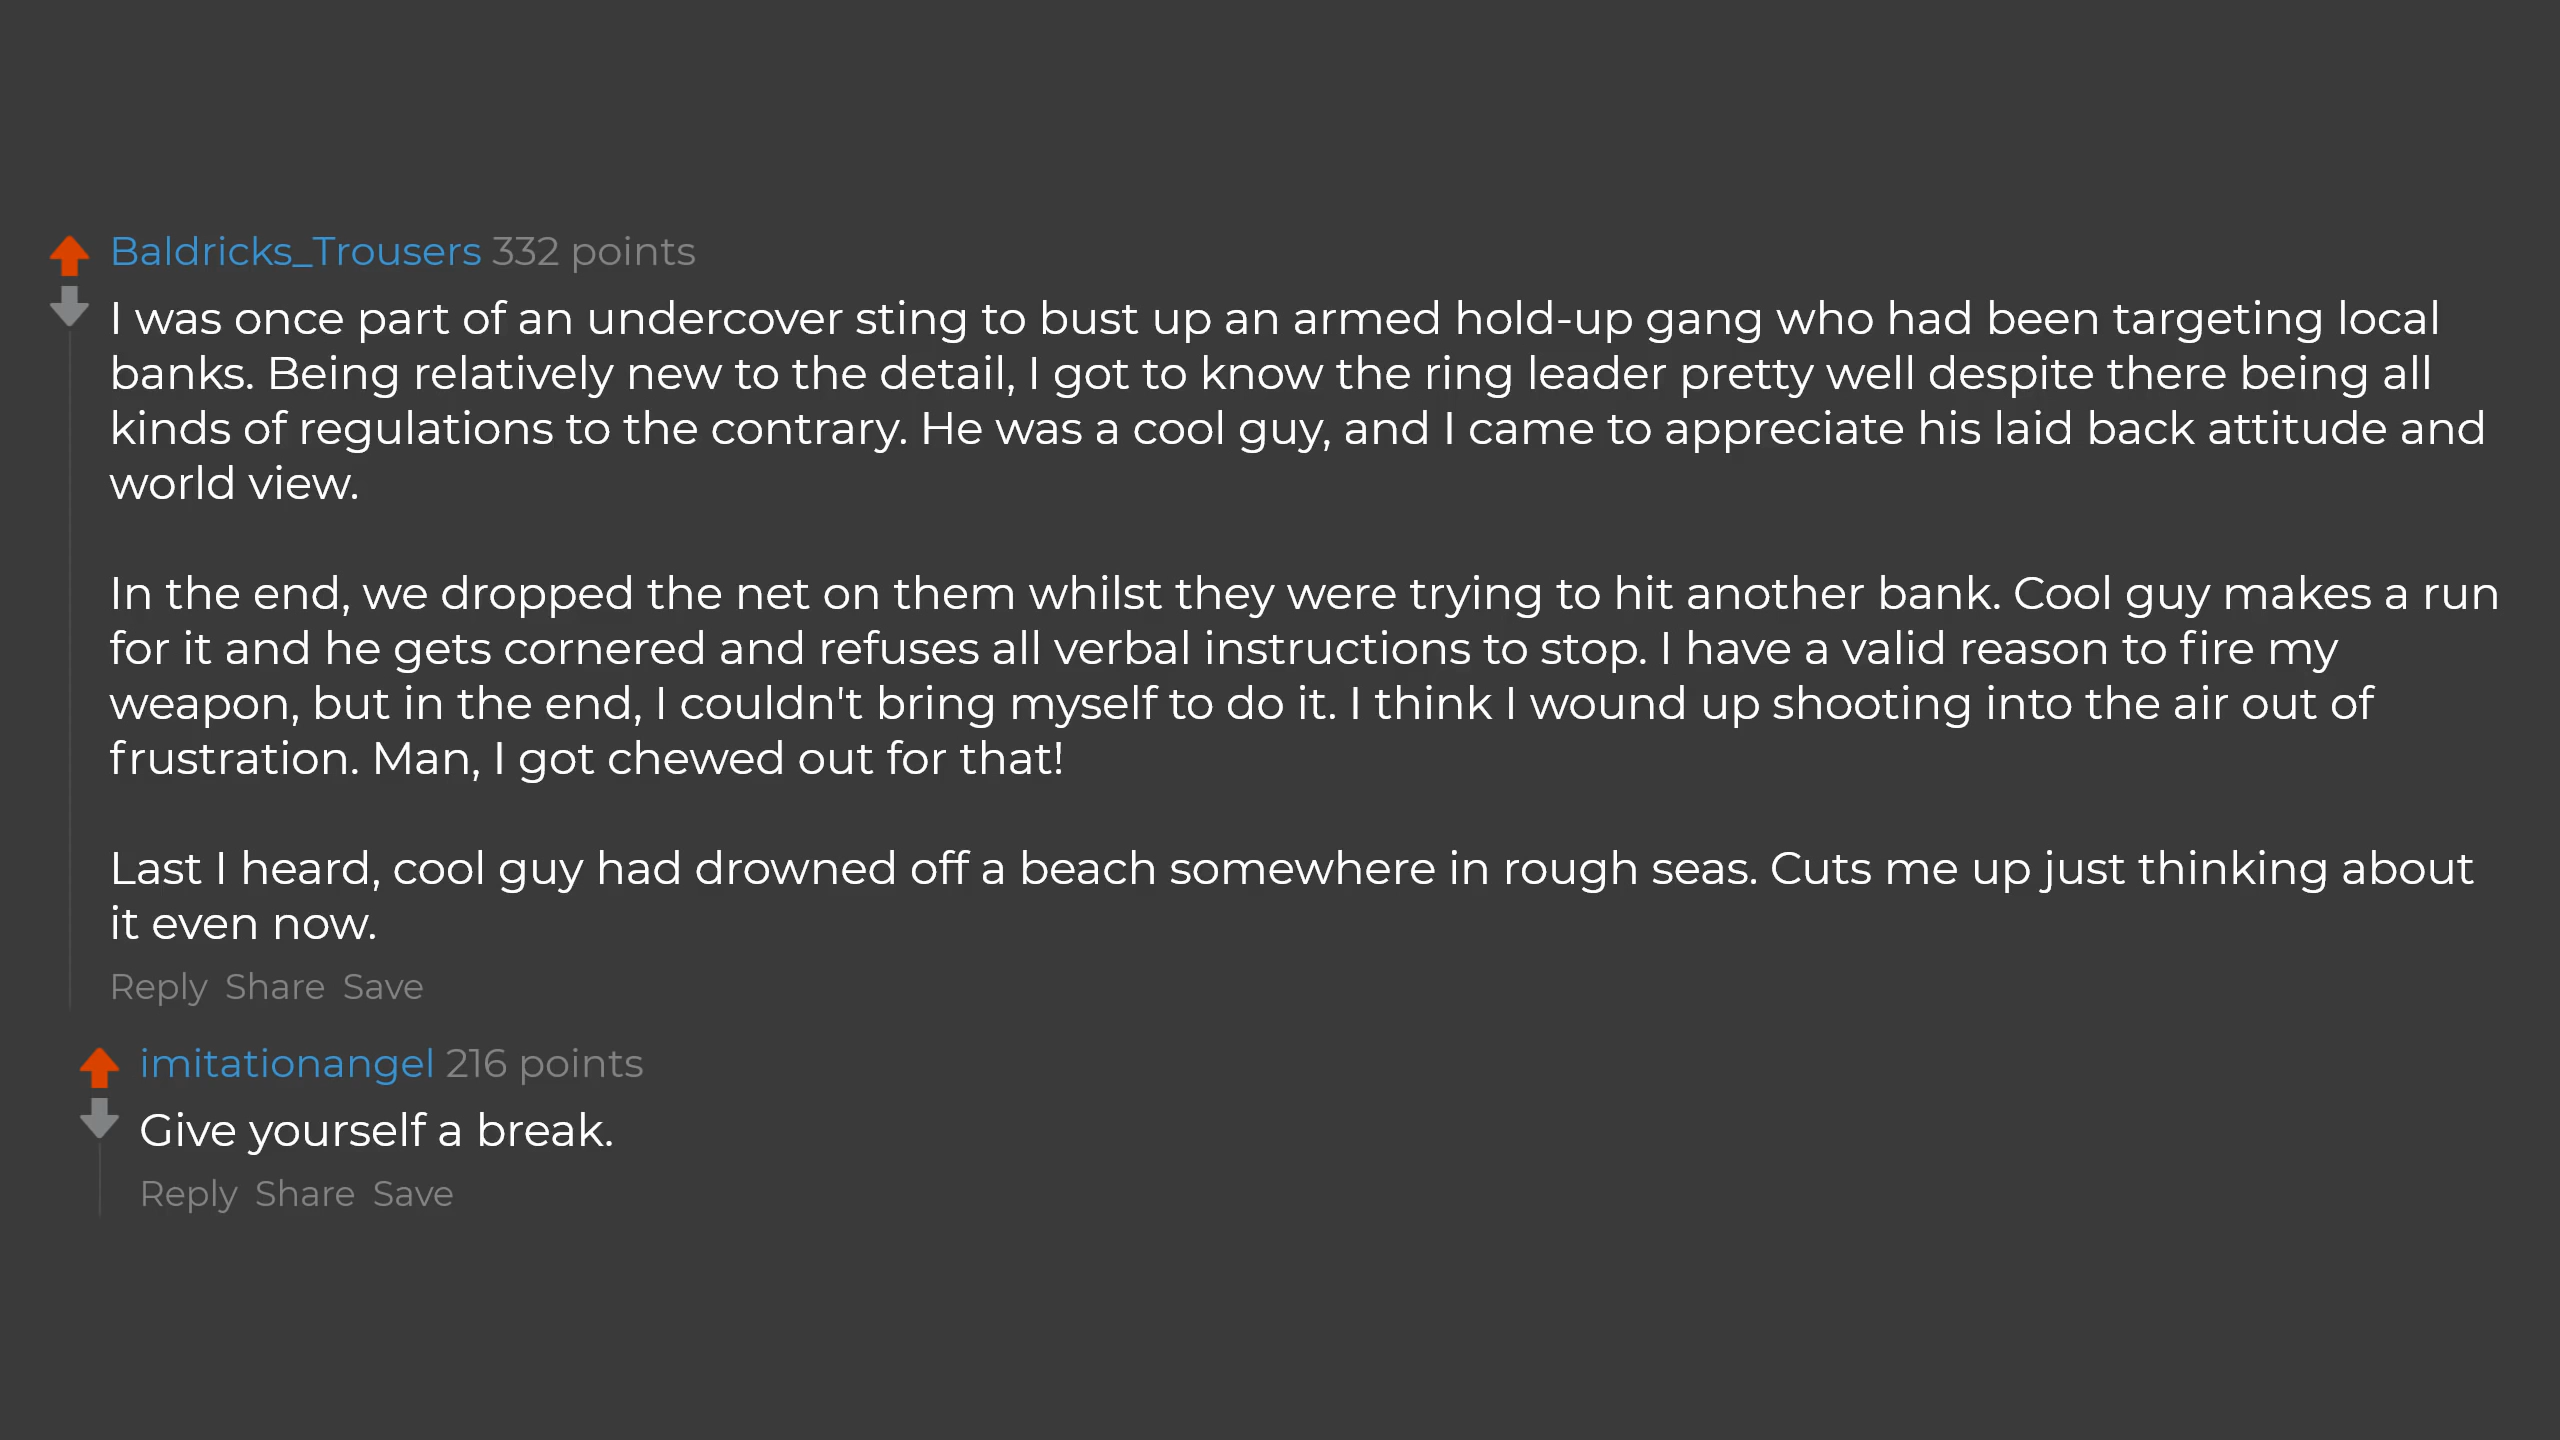 Baldricks_Trousers 332 points
I was once part of an undercover sting to bust up an armed hold-up gang who had been targeting local
banks. Being relatively new to the detail, I got to know the ring leader pretty well despite there being all
kinds of regulations to the contrary. He was a cool guy, and I came to appreciate his laid back attitude and
world view.
In the end, we dropped the net on them whilst they were trying to hit another bank. Cool guy makes a run
for it and he gets cornered and refuses all verbal instructions to stop. I have a valid reason to fire my
weapon, but in the end, I couldn't bring myself to do it. I think I wound up shooting into the air out of
frustration. Man, I got chewed out for that!
Last I heard, cool guy had drowned off a beach somewhere in rough seas. Cuts me up just thinking about
it even now.
Reply Share Save
imitationangel 216 points
Give yourself a break.
Reply Share Save